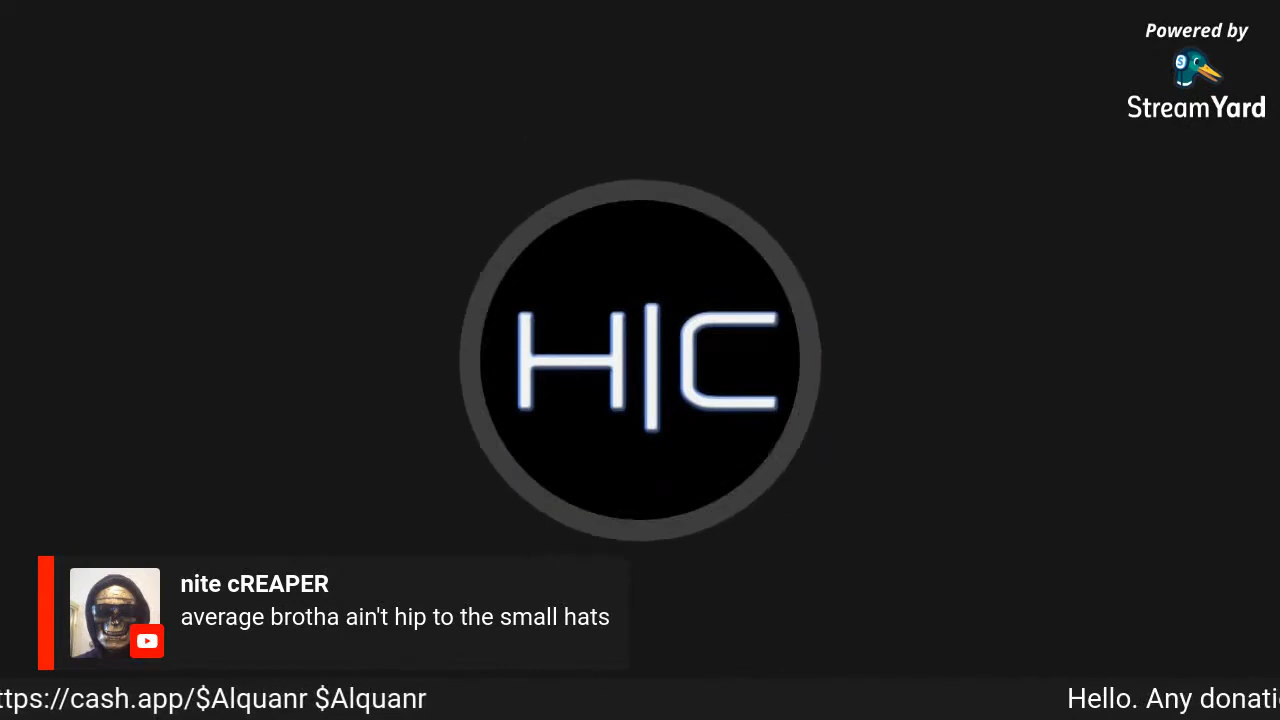 Powered by
StreamYard
H|C
nite cREAPER
average brotha ain't hip to the small hats
ttps://cash.app/$Alquanr $Alquanr
Hello. Any donati